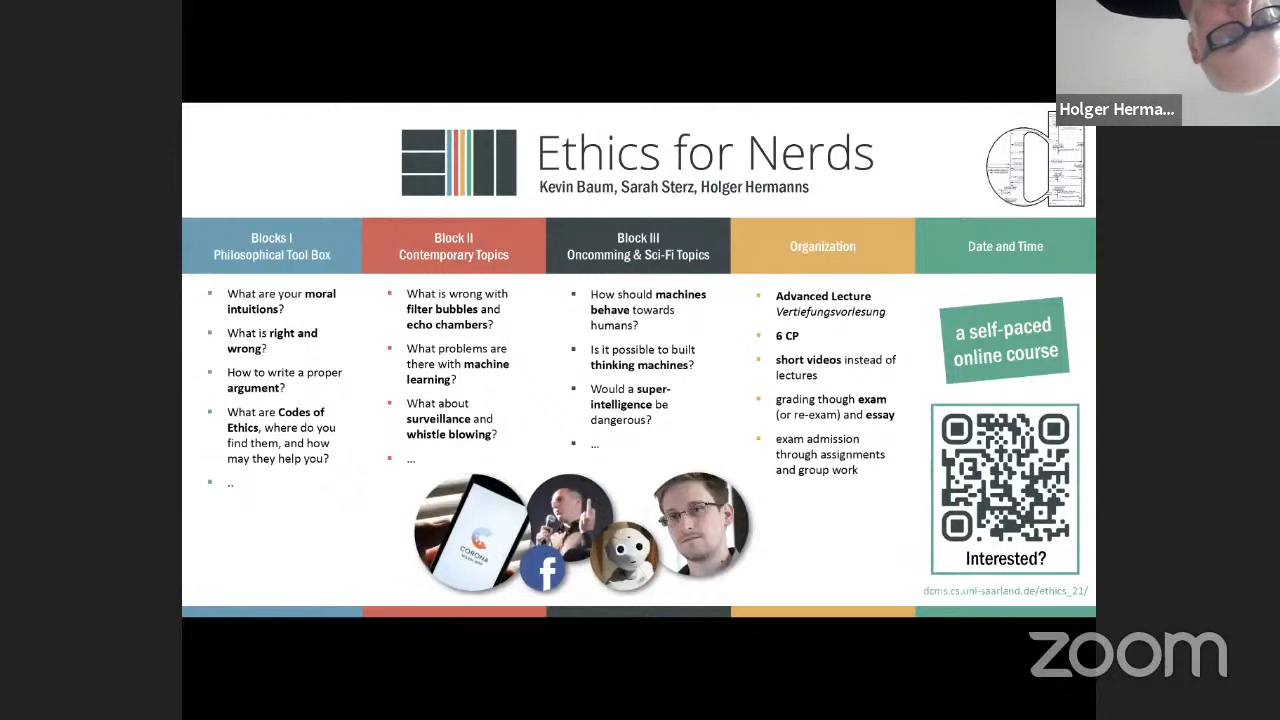 Holger Herma...
Ethics for Nerds
Kevin Baum, Sarah Sterz, Holger Hermanns
Blocks I
Philosophical Tool Box
What are your moral
intuitions?
What is right and
wrong?
How to write a proper
argument?
What are Codes of
Ethics, where do you
find them, and how
may they help you?
..
Block II
Contemporary Topics
What is wrong with
filter bubbles and
echo chambers?
What problems are
there with machine
learning?
What about
surveillance and
whistle blowing?
...
Block III
Oncomming & Sci-Fi Topics
How should machines
behave towards
humans?
Is it possible to built
thinking machines?
Would a super-
intelligence be
dangerous?
...
Organization
Advanced Lecture
Vertiefungsvorlesung
6 CP
short videos instead of
lectures
grading though exam
(or re-exam) and essay
exam admission
through assignments
and group work
Date and Time
a self-paced
online course
Interested?
dcms.cs.uni-saarland.de/ethics_21/
CORONA
f
zoom